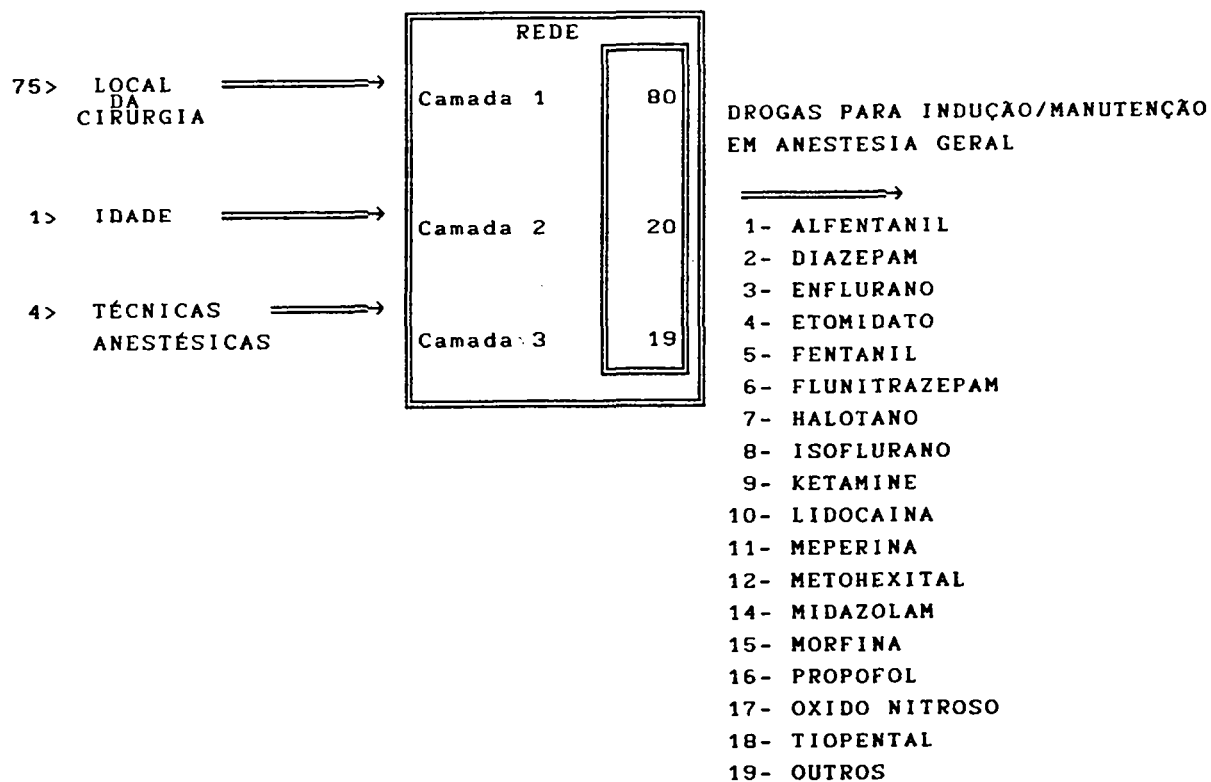 REDE
75> LOCAL
DA
CIRÚRGIA
1> IDADE
4> TÉCNICAS
ANESTÉSICAS
Camada 1 80
Camada 2 20
Camada 3 19
DROGAS PARA INDUÇÃO/MANUTENÇÃO
EM ANESTESIA GERAL
1- ALFENTANIL
2- DIAZEPAM
3- ENFLURANO
4- ETOMIDATO
5- FENTANIL
6- FLUNITRAZEPAM
7- HALOTANO
8- ISOFLURANO
9- KETAMINE
10- LIDOCAINA
11- MEPERINA
12- METOHEXITAL
14- MIDAZOLAM
15- MORFINA
16- PROPOFOL
17- OXIDO NITROSO
18- TIOPENTAL
19- OUTROS